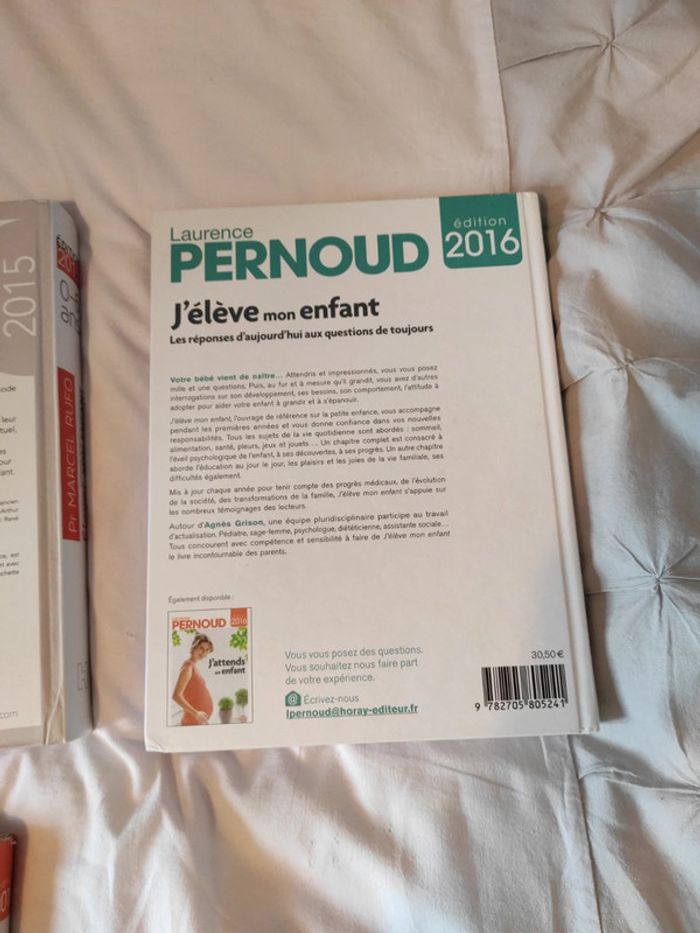 Laurence
PERNOUD
édition
2016
J'élève mon enfant
Les réponses d'aujourd'hui aux questions de toujours
Votre bébé vient de naître... Attendris et impressionnés, vous vous posez
mille et une questions. Puis, au fur et à mesure qu'il grandit, vous avez d'autres
interrogations sur son développement, ses besoins, son comportement, l'attitude à
adopter pour aider votre enfant à grandir et à s'épanouir.
J'élève mon enfant, l'ouvrage de référence sur la petite enfance, vous accompagne
pendant les premières années et vous donne confiance dans vos nouvelles
responsabilités. Tous les sujets de la vie quotidienne sont abordés : sommeil,
alimentation, santé, pleurs, jeux et jouets... Un chapitre complet est consacré à
l'éveil psychologique de l'enfant, à ses découvertes, à ses progrès. Un autre chapitre
aborde l'éducation au jour le jour, les plaisirs et les joies de la vie familiale, ses
difficultés également.
Mis à jour chaque année pour tenir compte des progrès médicaux, de l'évolution
de la société, des transformations de la famille, J'élève mon enfant s'appuie sur
les nombreux témoignages des lecteurs.
Autour d'Agnès Grison, une équipe pluridisciplinaire participe au travail
d'actualisation. Pédiatre, sage-femme, psychologue, diététicienne, assistante sociale...
Tous concourent avec compétence et sensibilité à faire de J'élève mon enfant
le livre incontournable des parents.
Également disponible :
PERNOUD
2016
J'attends
un enfant
Vous vous posez des questions.
Vous souhaitez nous faire part
de votre expérience.
@ Écrivez-nous
lpernoud@horay-editeur.fr
30,50 €
9 782705 805241
2015
Pr MARCEL RUFO